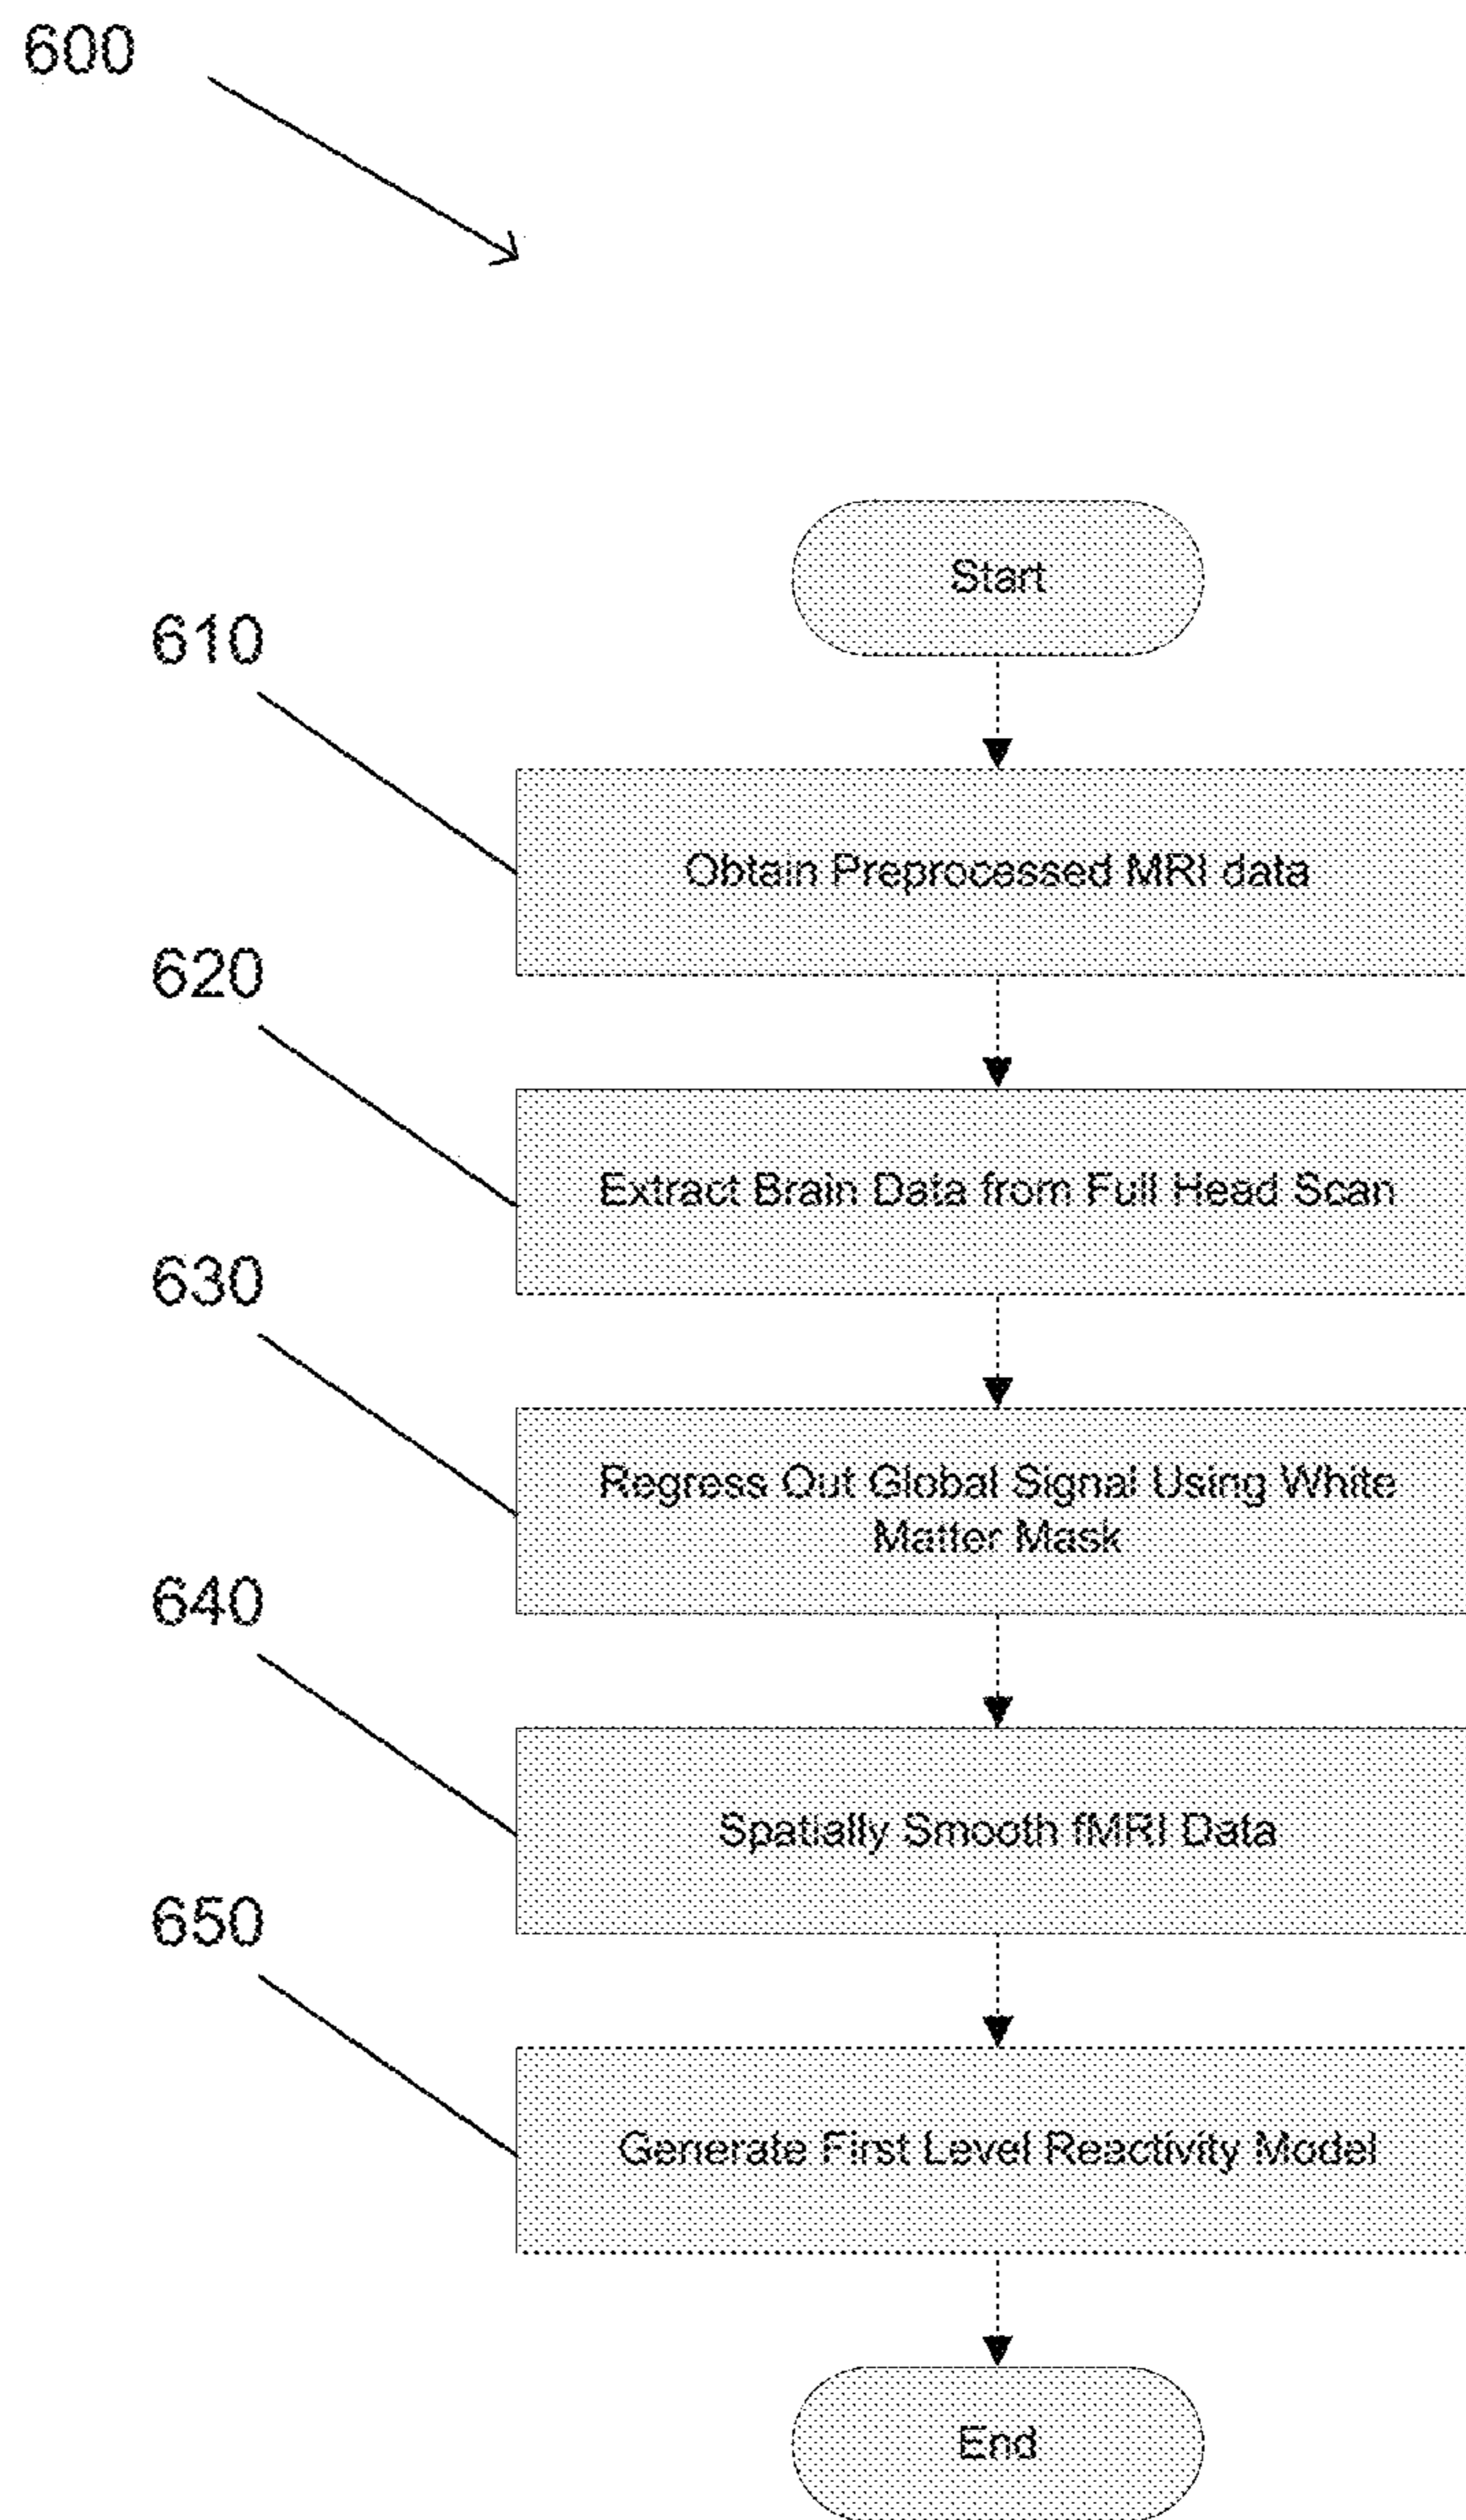 600
Start
610
Obtain Preprocessed MRI data
620
Extract Brain Data from Full Head Scan
630
Regress Out Global Signal Using White
Matter Mask
640
Spatially Smooth fMRI Data
650
Generate First Level Reactivity Model
End